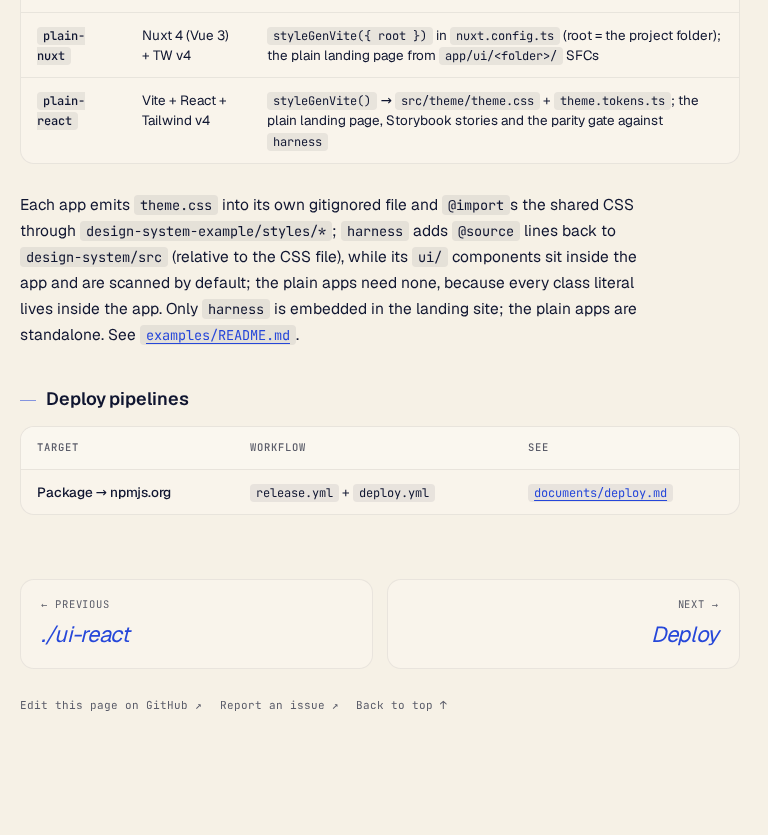 plain-nuxt
Nuxt 4 (Vue 3) + TW v4
styleGenVite({ root }) in nuxt.config.ts (root = the project folder);
the plain landing page from app/ui/<folder>/ SFCs
plain-react
Vite + React + Tailwind v4
styleGenVite() → src/theme/theme.css + theme.tokens.ts; the
plain landing page, Storybook stories and the parity gate against
harness
Each app emits theme.css into its own gitignored file and @imports the shared CSS
through design-system-example/styles/*; harness adds @source lines back to
design-system/src (relative to the CSS file), while its ui/ components sit inside the
app and are scanned by default; the plain apps need none, because every class literal
lives inside the app. Only harness is embedded in the landing site; the plain apps are
standalone. See examples/README.md.
— Deploy pipelines
TARGET WORKFLOW SEE
Package → npmjs.org release.yml + deploy.yml documents/deploy.md
← PREVIOUS
./ui-react
NEXT →
Deploy
Edit this page on GitHub ↗ Report an issue ↗ Back to top ↑